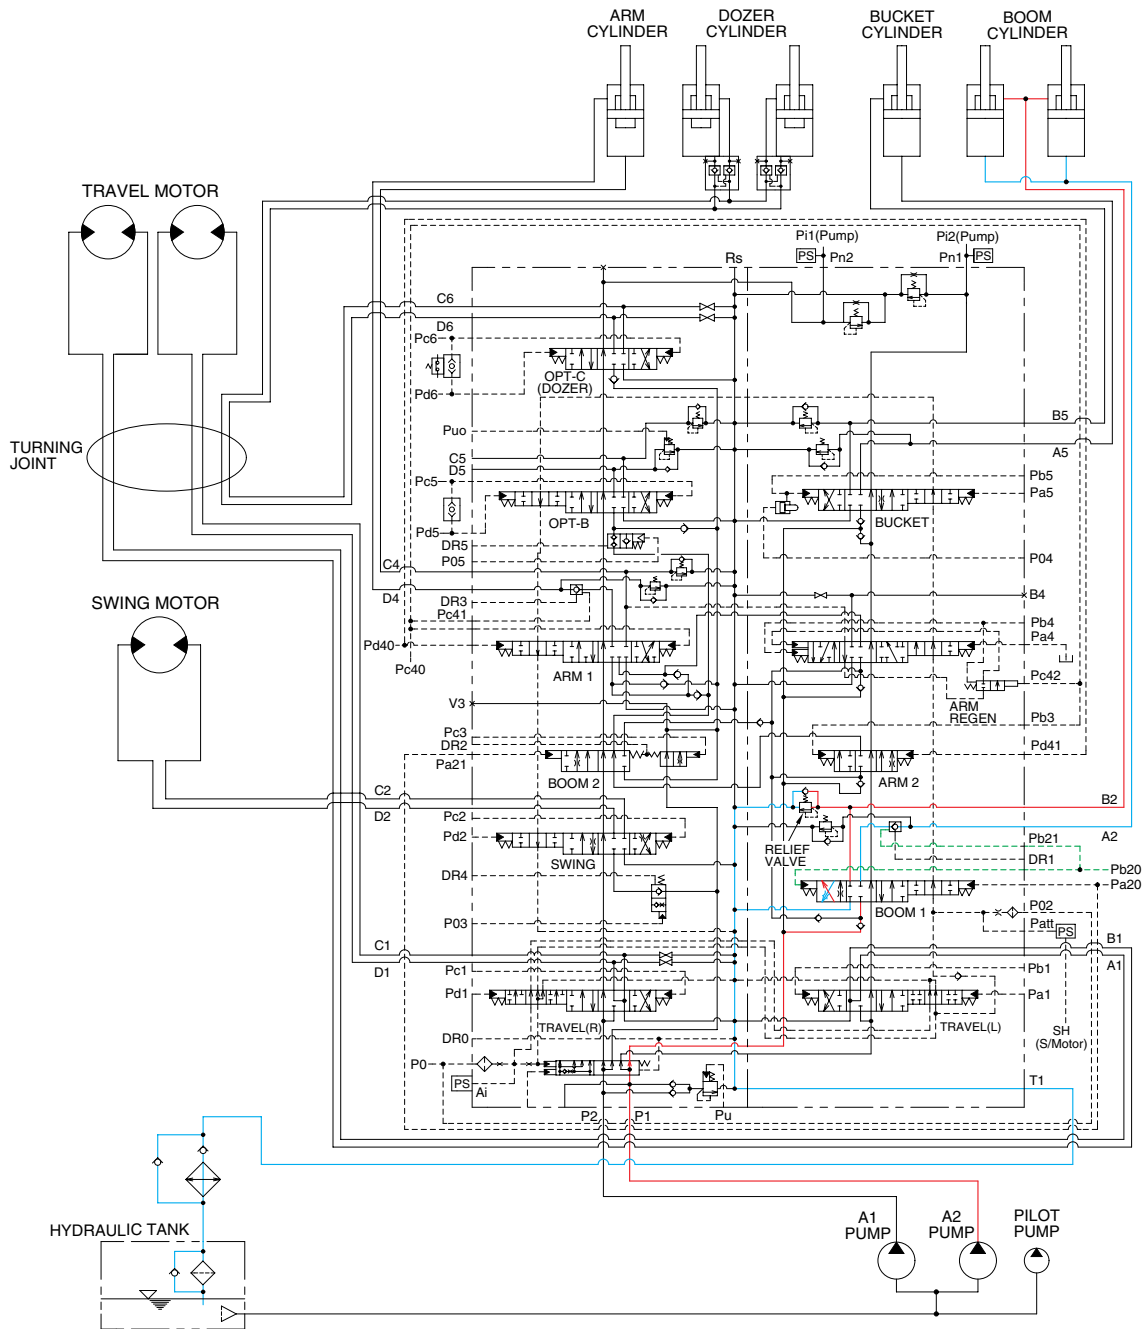 ARM
CYLINDER
DOZER
CYLINDER
BUCKET
CYLINDER
BOOM
CYLINDER
TRAVEL MOTOR
Pi1(Pump)
Pi2(Pump)
PS
Pn2
Pn1
PS
Rs
C6
D6
Pc6
Pd6
OPT-C
(DOZER)
TURNING
JOINT
Puo
C5
D5
Pc5
Pd5
OPT-B
DR5
P05
B5
A5
Pb5
Pa5
BUCKET
P04
C4
D4
DR3
Pc41
Pd40
Pc40
ARM 1
B4
Pb4
Pa4
Pc42
ARM
REGEN
SWING MOTOR
V3
Pc3
DR2
Pa21
BOOM 2
Pb3
Pd41
ARM 2
C2
D2
Pc2
Pd2
SWING
DR4
P03
B2
A2
RELIEF
VALVE
Pb21
DR1
Pb20
Pa20
BOOM 1
P02
Patt
PS
C1
D1
Pc1
Pd1
TRAVEL(R)
B1
A1
Pb1
Pa1
TRAVEL(L)
SH
(S/Motor)
DR0
P0
PS
Ai
P2
P1
Pu
T1
HYDRAULIC TANK
A1
PUMP
A2
PUMP
PILOT
PUMP